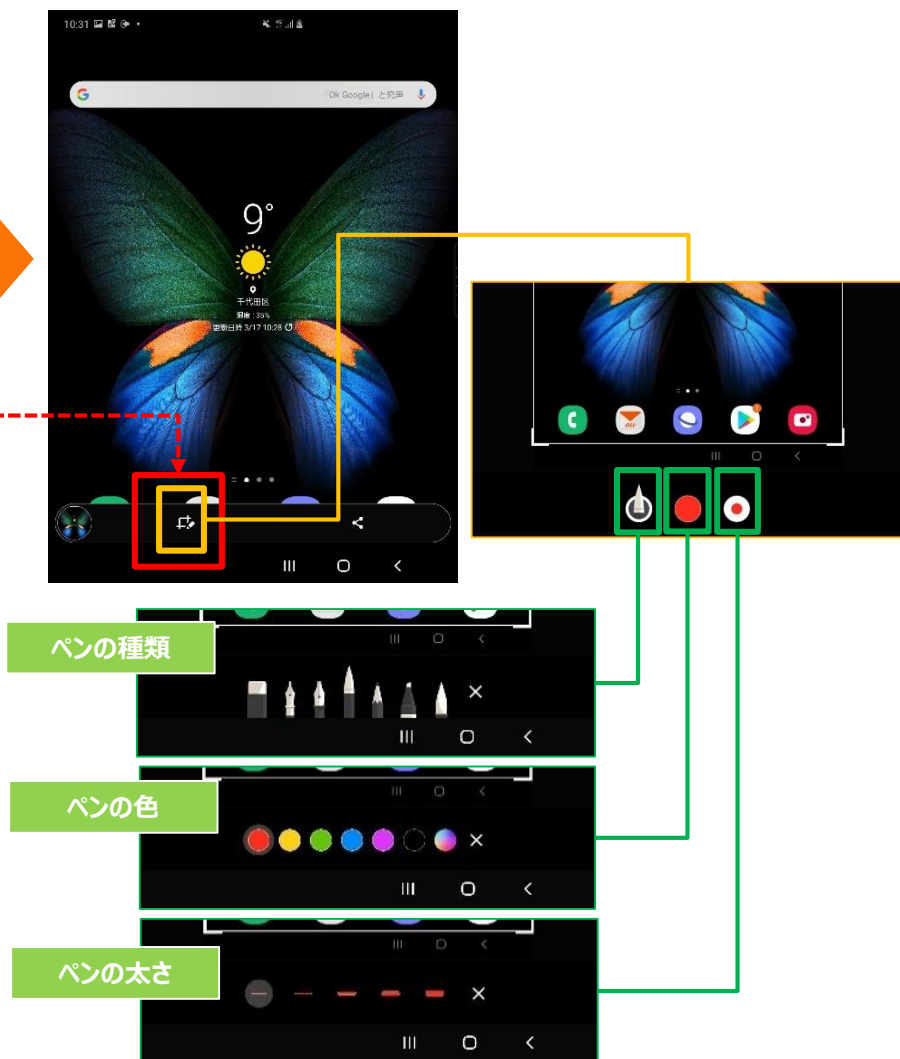 10:31
「Ok Google」と発声
9°
千代田区
湿度 : 35%
更新日時 3/17 10:28
au
ペンの種類
ペンの色
ペンの太さ